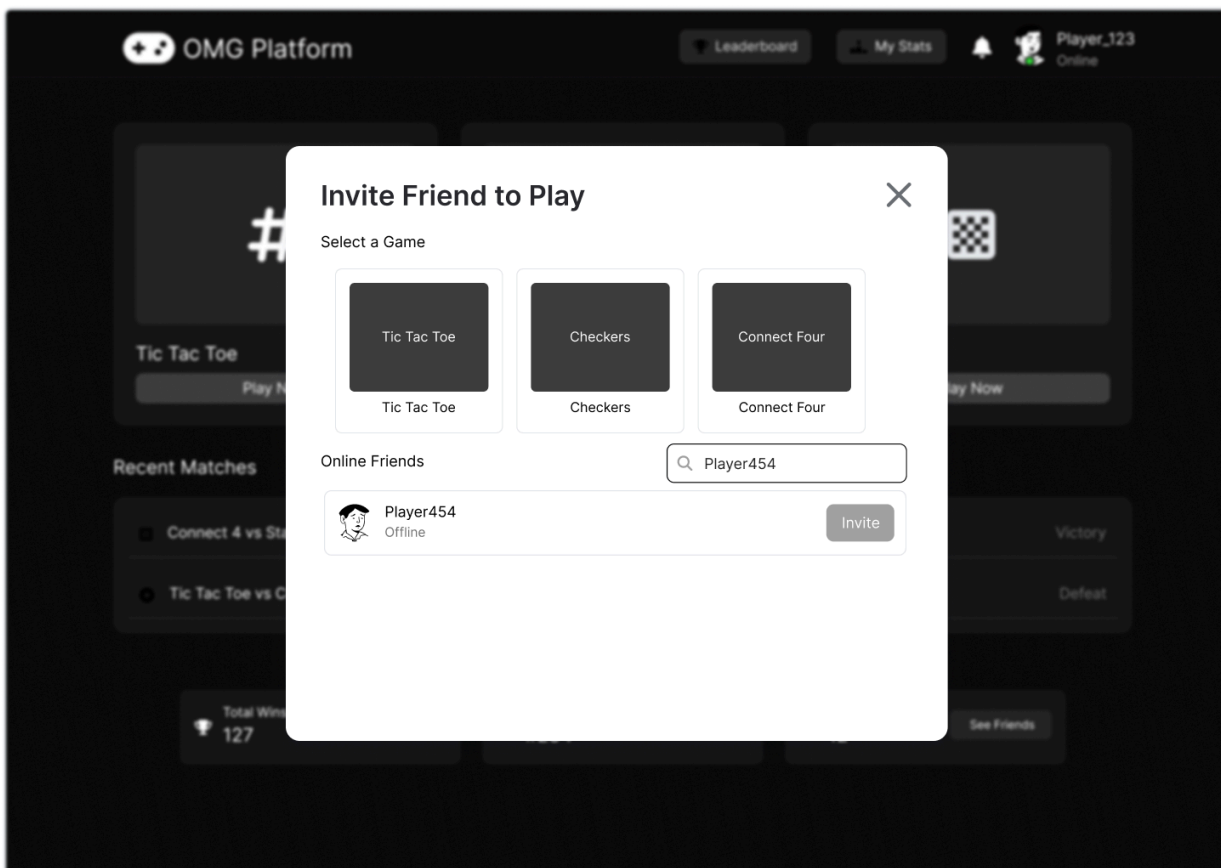 OMG Platform
Leaderboard
My Stats
Player_123
Online
Invite Friend to Play
Select a Game
Tic Tac Toe
Checkers
Connect Four
Tic Tac Toe
Checkers
Connect Four
Tic Tac Toe
Play N
lay Now
Online Friends
Player454
Recent Matches
Player454
Offline
Invite
Connect 4 vs Sta
Victory
Tic Tac Toe vs C
Defeat
Total Wins
127
See Friends